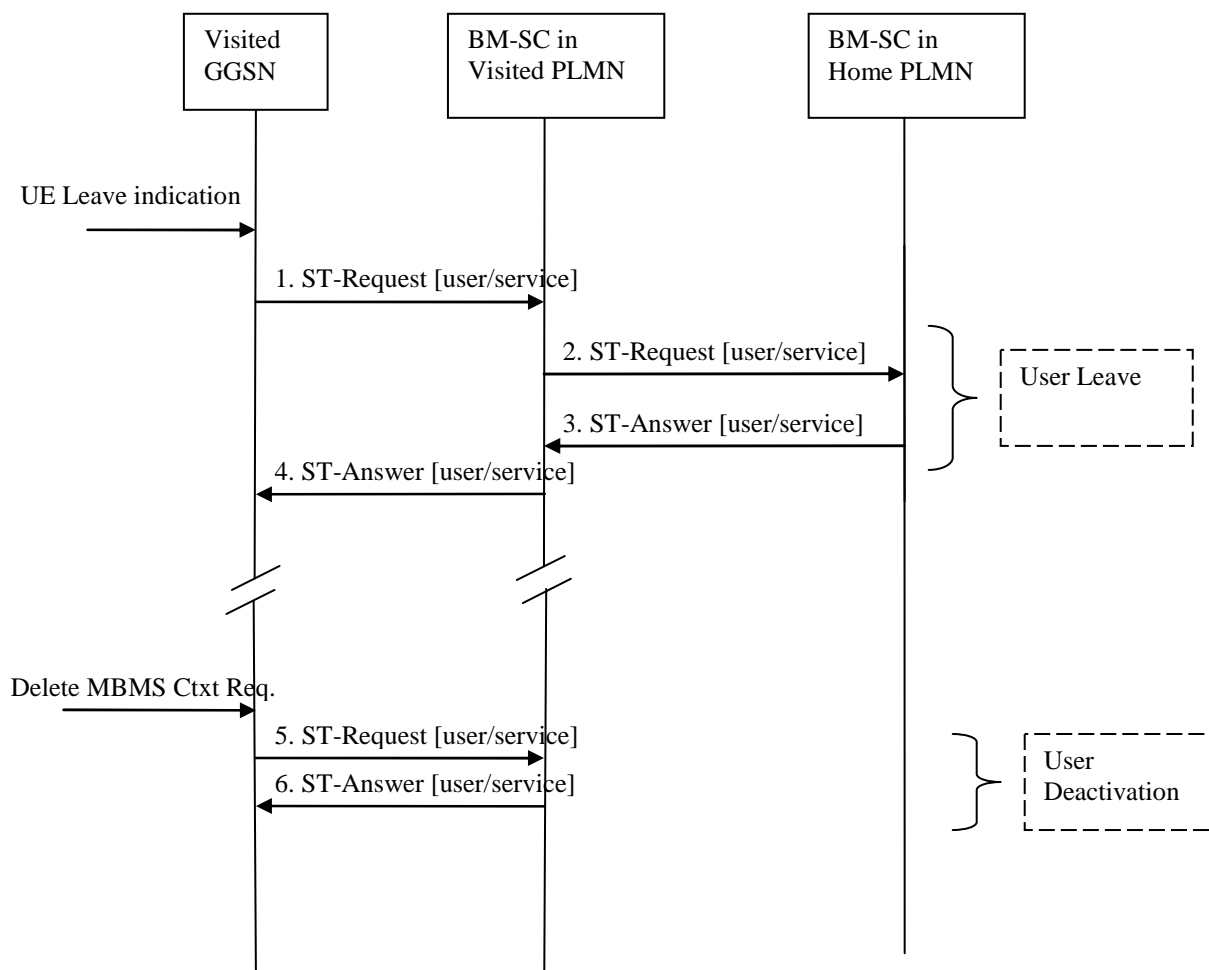 Visited
GGSN
BM-SC in
Visited PLMN
BM-SC in
Home PLMN
UE Leave indication
1. ST-Request [user/service]
2. ST-Request [user/service]
User Leave
3. ST-Answer [user/service]
4. ST-Answer [user/service]
Delete MBMS Ctxt Req.
5. ST-Request [user/service]
6. ST-Answer [user/service]
User
Deactivation